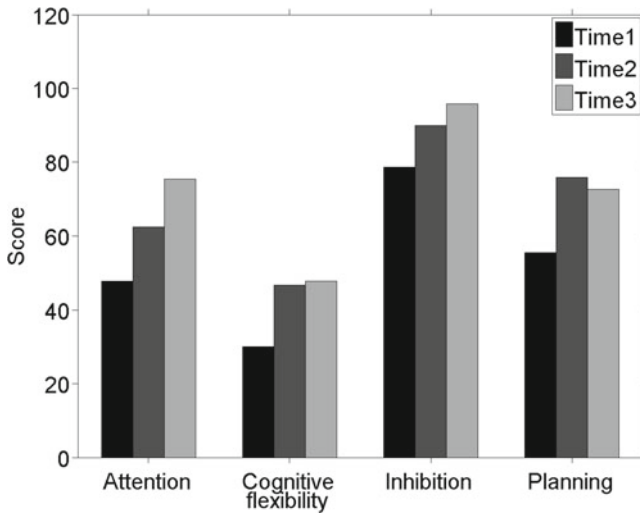 120
100
80
60
40
20
0
Score
Time1
Time2
Time3
Attention
Cognitive
flexibility
Inhibition
Planning